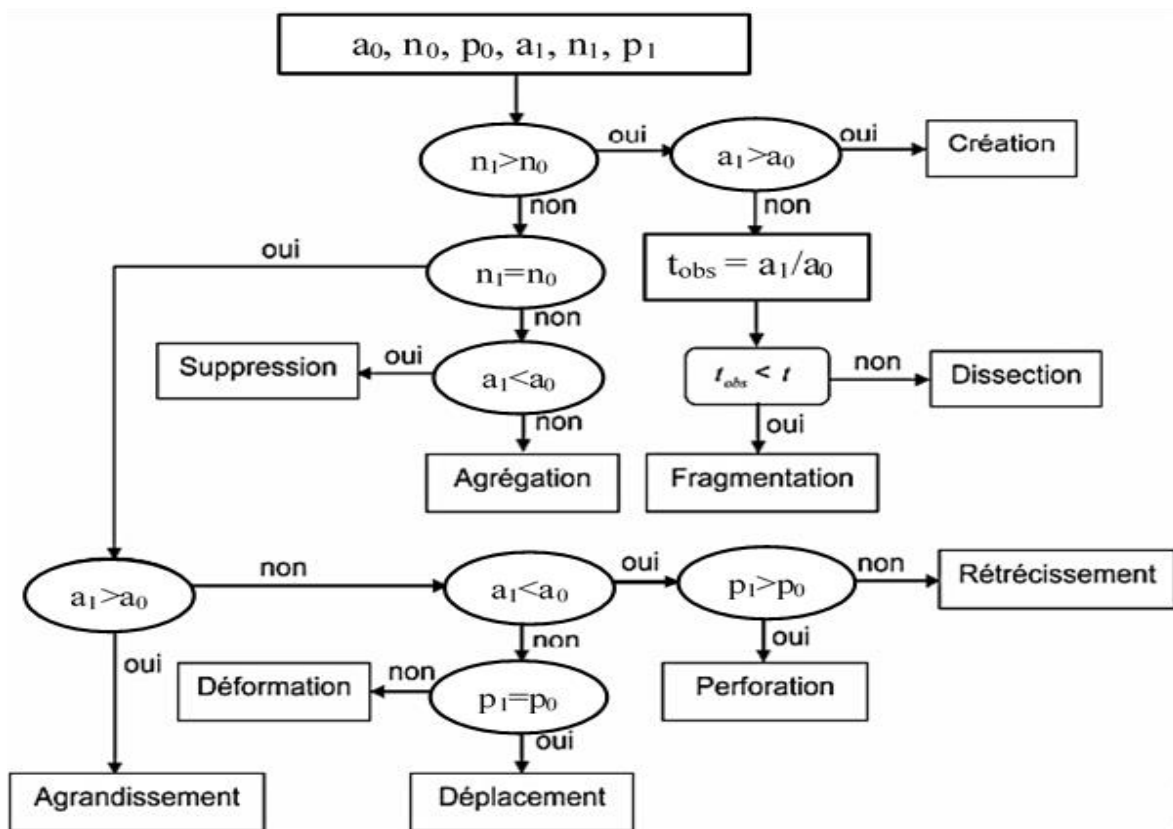 a₀, n₀, p₀, a₁, n₁, p₁
n₁>n₀
oui
a₁>a₀
oui
Création
non
non
oui
n₁=n₀
tobs = a₁/a₀
non
Suppression
oui
a₁<a₀
tobs < t
non
Dissection
non
oui
Agrégation
Fragmentation
a₁>a₀
non
a₁<a₀
oui
p₁>p₀
non
Rétrécissement
oui
non
oui
Déformation
non
p₁=p₀
Perforation
oui
Agrandissement
Déplacement